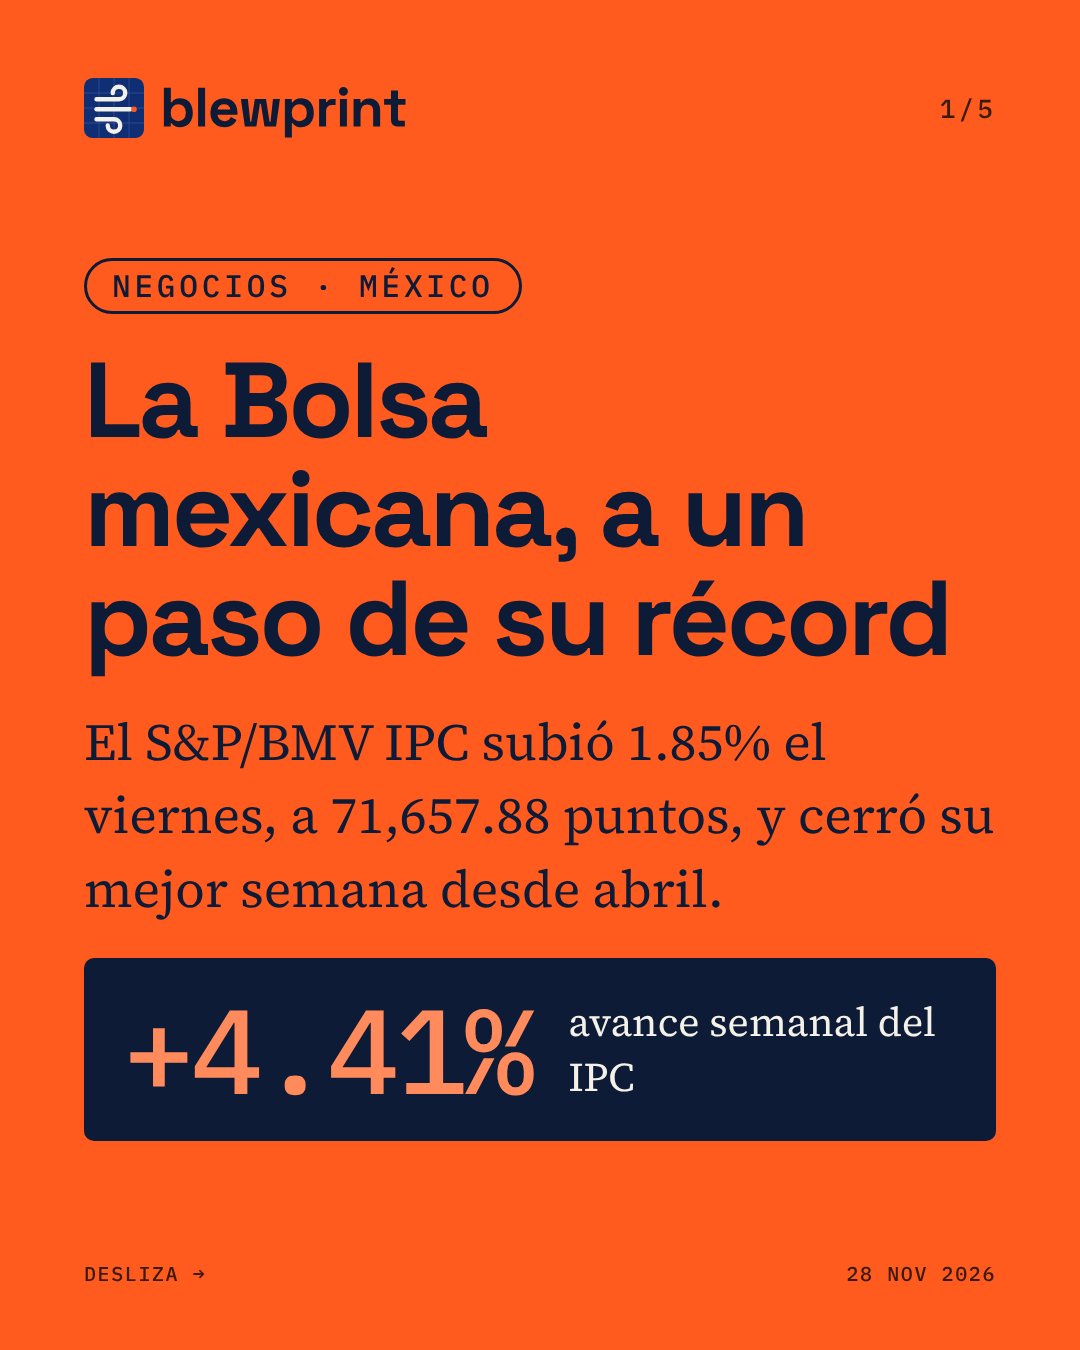 blewprint
1/5
NEGOCIOS · MÉXICO
La Bolsa
mexicana, a un
paso de su récord
El S&P/BMV IPC subió 1.85% el
viernes, a 71,657.88 puntos, y cerró su
mejor semana desde abril.
+4.41%
avance semanal del
IPC
DESLIZA →
28 NOV 2026